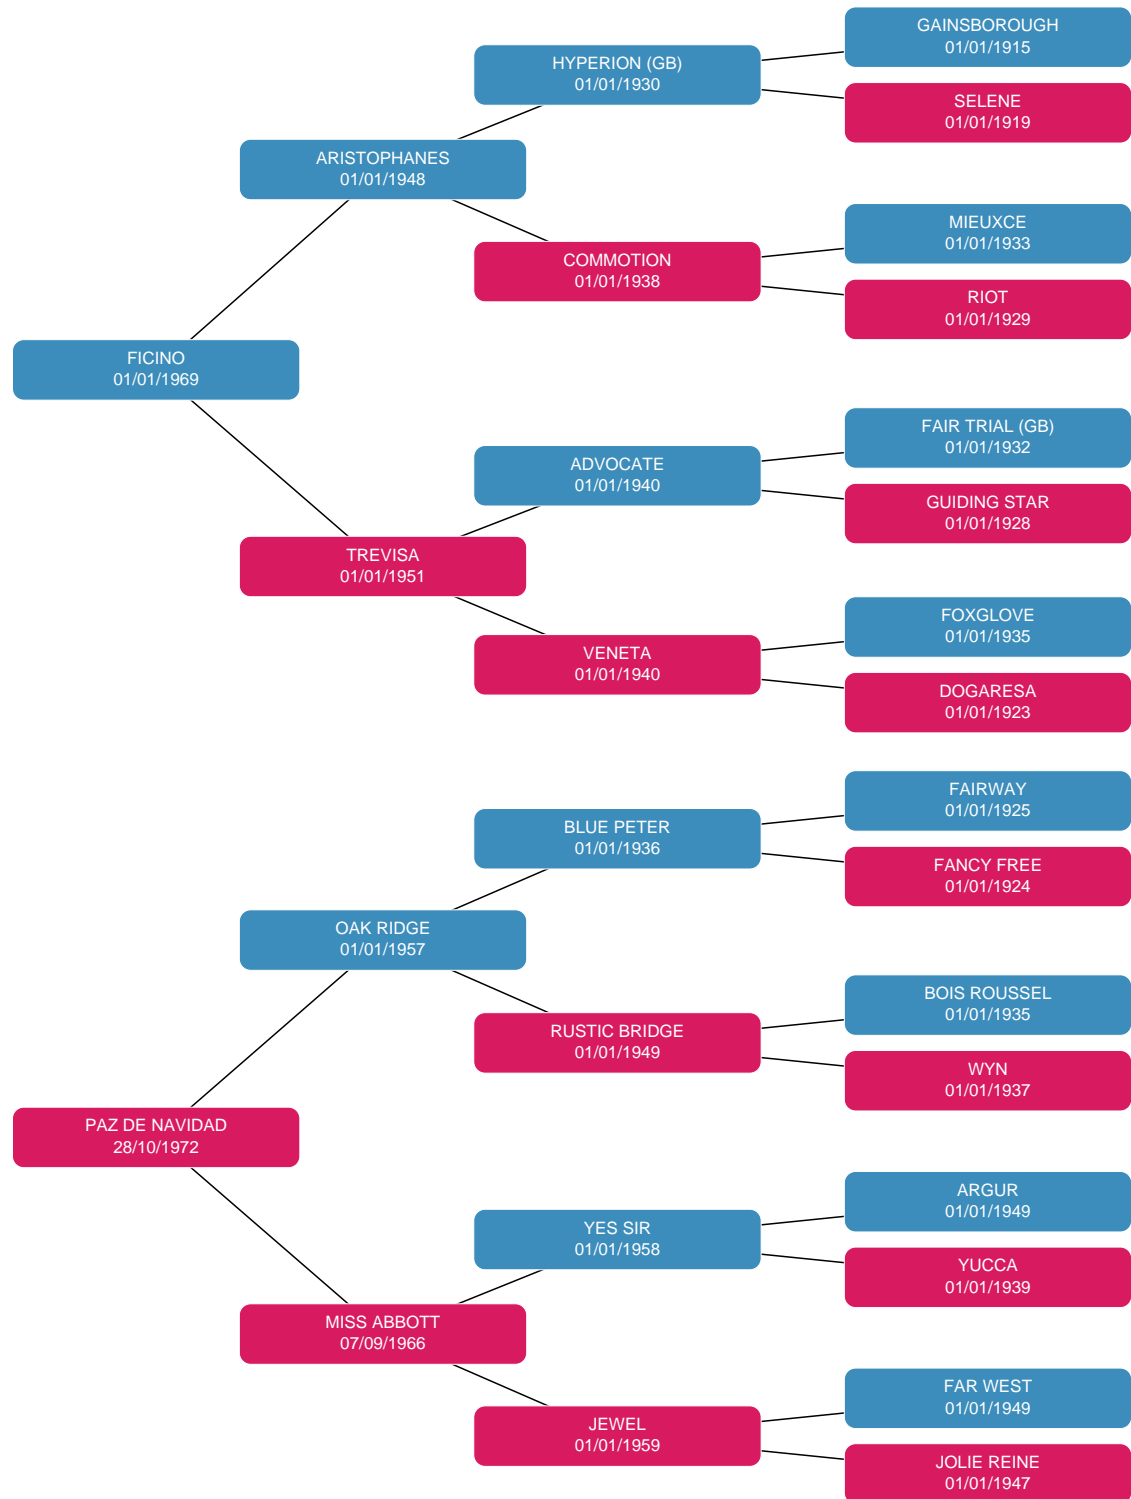 GAINSBOROUGH
01/01/1915
HYPERION (GB)
01/01/1930
SELENE
01/01/1919
ARISTOPHANES
01/01/1948
MIEUXCE
01/01/1933
COMMOTION
01/01/1938
RIOT
01/01/1929
FICINO
01/01/1969
FAIR TRIAL (GB)
01/01/1932
ADVOCATE
01/01/1940
GUIDING STAR
01/01/1928
TREVISA
01/01/1951
FOXGLOVE
01/01/1935
VENETA
01/01/1940
DOGARESA
01/01/1923
FAIRWAY
01/01/1925
BLUE PETER
01/01/1936
FANCY FREE
01/01/1924
OAK RIDGE
01/01/1957
BOIS ROUSSEL
01/01/1935
RUSTIC BRIDGE
01/01/1949
WYN
01/01/1937
PAZ DE NAVIDAD
28/10/1972
ARGUR
01/01/1949
YES SIR
01/01/1958
YUCCA
01/01/1939
MISS ABBOTT
07/09/1966
FAR WEST
01/01/1949
JEWEL
01/01/1959
JOLIE REINE
01/01/1947